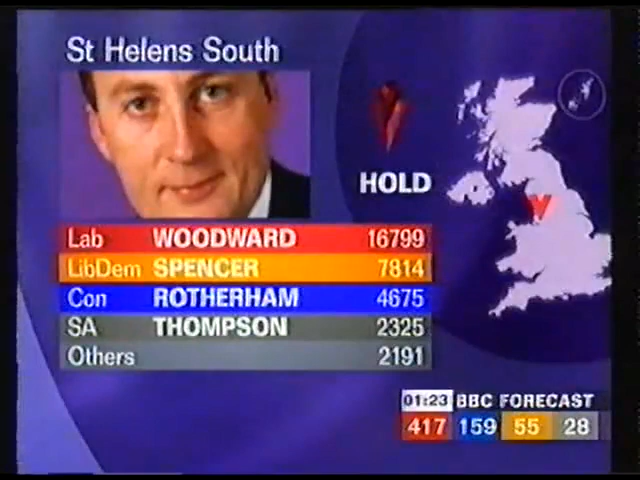 St Helens South
HOLD
Lab WOODWARD 16799
LibDem SPENCER 7814
Con ROTHERHAM 4675
SA THOMPSON 2325
Others 2191
01:23 BBC FORECAST
417 159 55 28